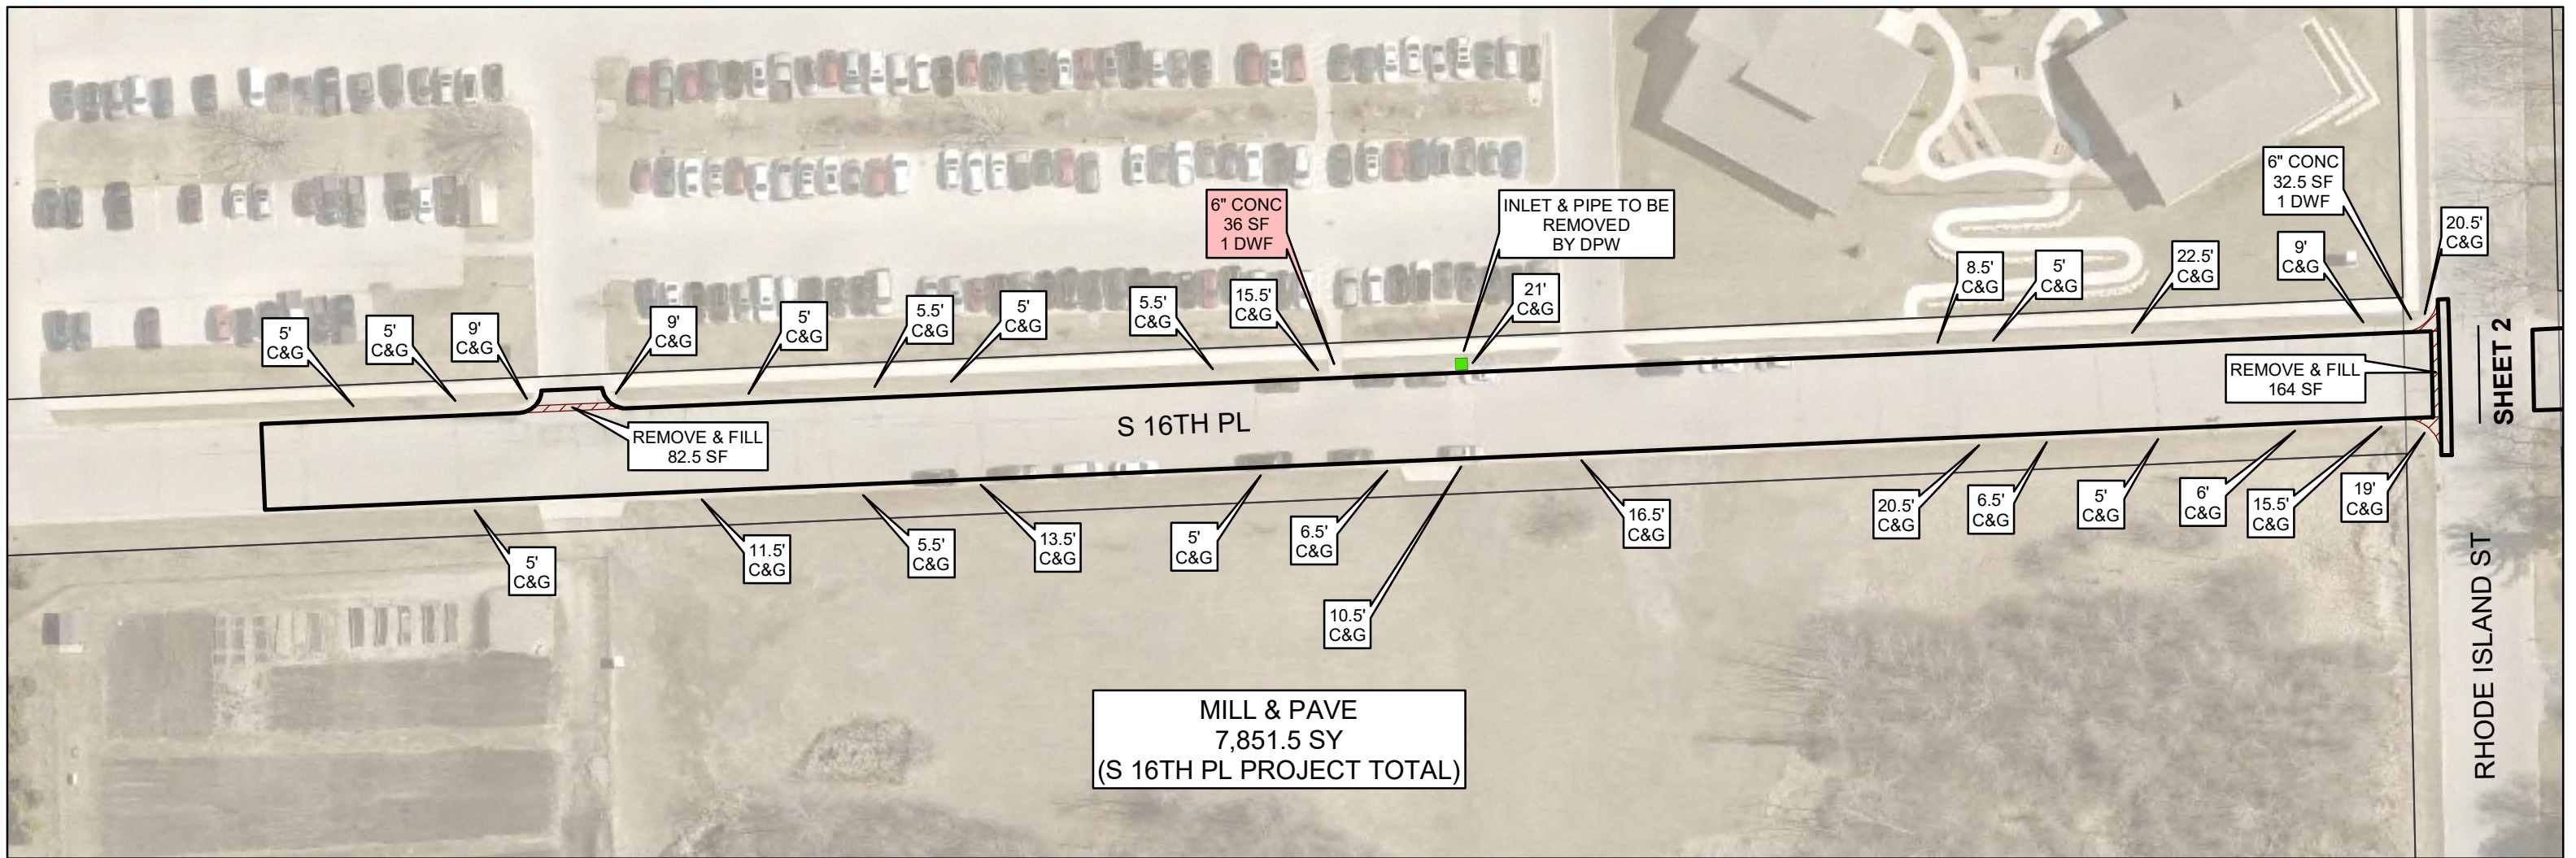 6" CONC
36 SF
1 DWF
INLET & PIPE TO BE
REMOVED
BY DPW
6" CONC
32.5 SF
1 DWF
20.5'
C&G
5'
C&G
5'
C&G
9'
C&G
9'
C&G
5'
C&G
5.5'
C&G
5'
C&G
5.5'
C&G
15.5'
C&G
21'
C&G
8.5'
C&G
5'
C&G
22.5'
C&G
9'
C&G
REMOVE & FILL
82.5 SF
S 16TH PL
REMOVE & FILL
164 SF
SHEET 2
5'
C&G
11.5'
C&G
5.5'
C&G
13.5'
C&G
5'
C&G
6.5'
C&G
10.5'
C&G
16.5'
C&G
20.5'
C&G
6.5'
C&G
5'
C&G
6'
C&G
15.5'
C&G
19'
C&G
RHODE ISLAND ST
MILL & PAVE
7,851.5 SY
(S 16TH PL PROJECT TOTAL)